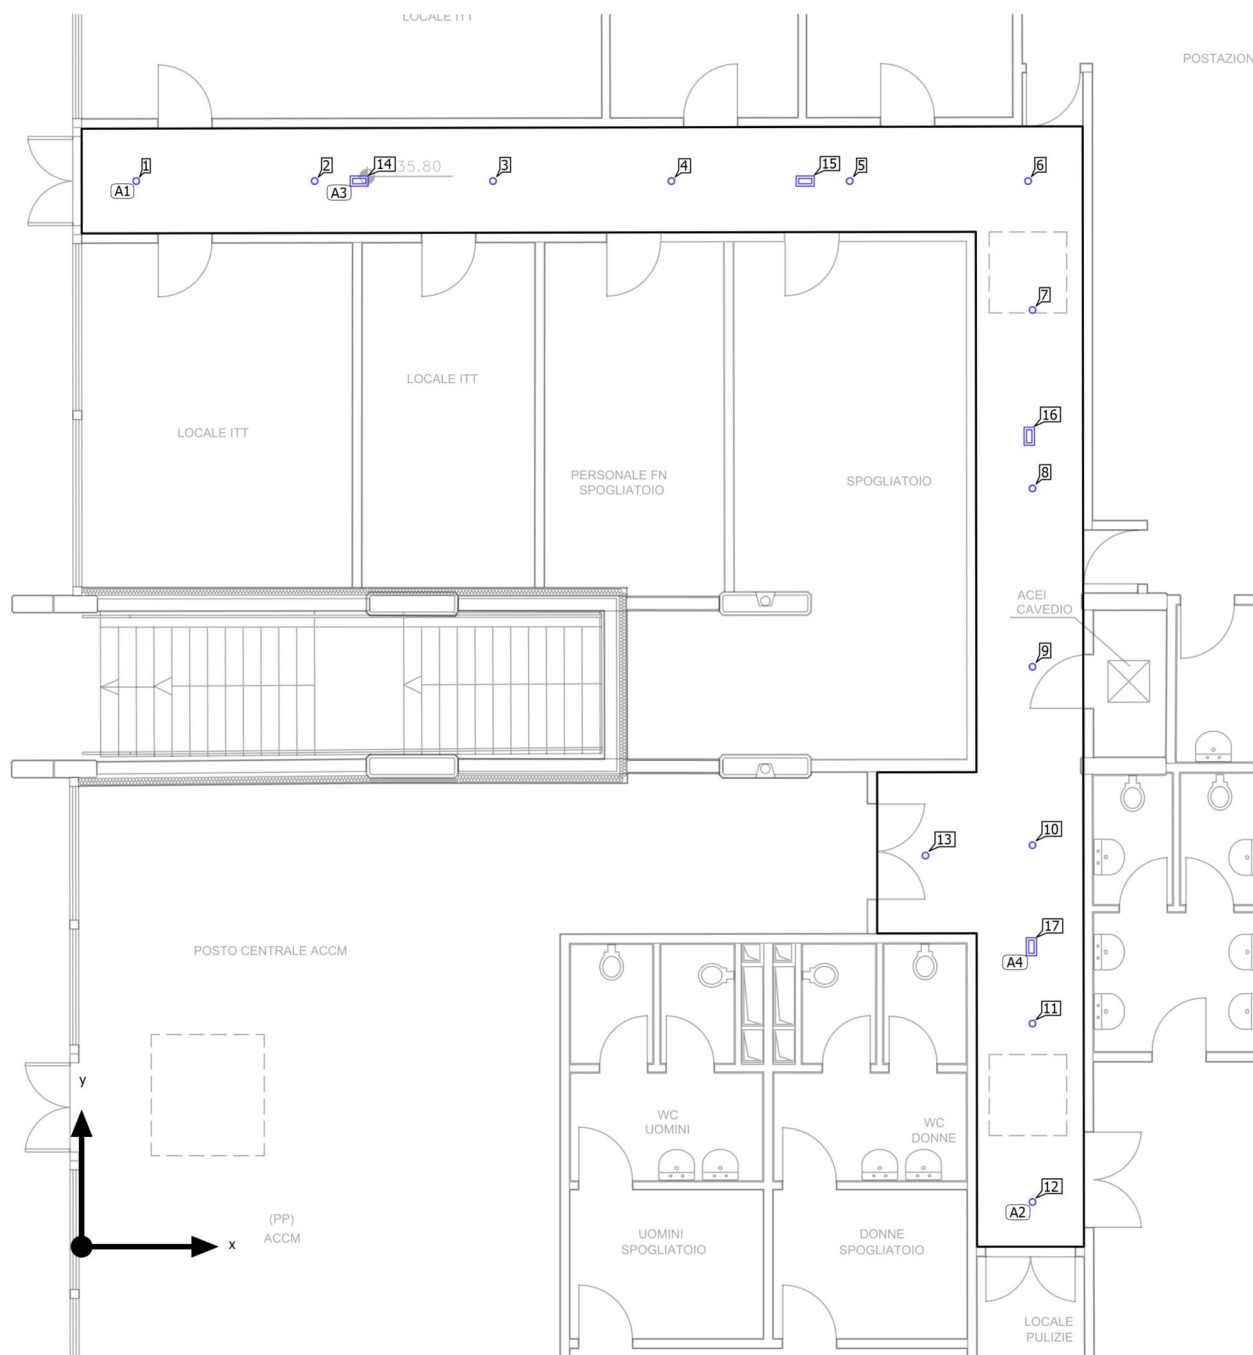 LOCALE ITT
POSTAZION
1
2
14
35.80
3
4
15
5
6
A1
A3
7
LOCALE ITT
16
LOCALE ITT
8
PERSONALE FN
SPOGLIATOIO
SPOGLIATOIO
ACEI
CAVEDIO
9
10
13
17
POSTO CENTRALE ACCM
A4
11
y
WC
UOMINI
WC
DONNE
12
A2
(PP)
ACCM
x
UOMINI
SPOGLIATOIO
DONNE
SPOGLIATOIO
LOCALE
PULIZIE